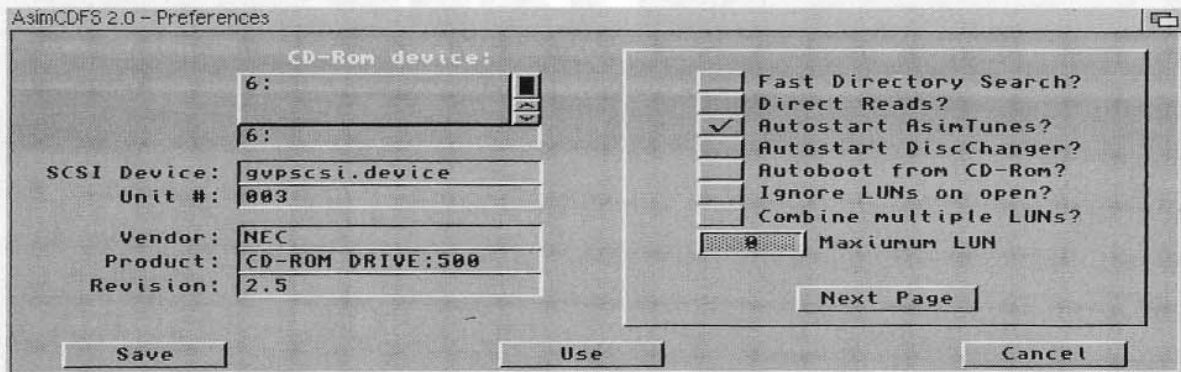 AsimCDFS 2.0 – Preferences
CD-Rom device:
6:
6:
SCSI Device: gvpscsi.device
Unit #: 003
Vendor: NEC
Product: CD-ROM DRIVE:500
Revision: 2.5
Fast Directory Search?
Direct Reads?
Autostart AsimTunes?
Autostart DiscChanger?
Autoboot from CD-Rom?
Ignore LUNs on open?
Combine multiple LUNs?
0 Maxiumum LUN
Next Page
Save
Use
Cancel